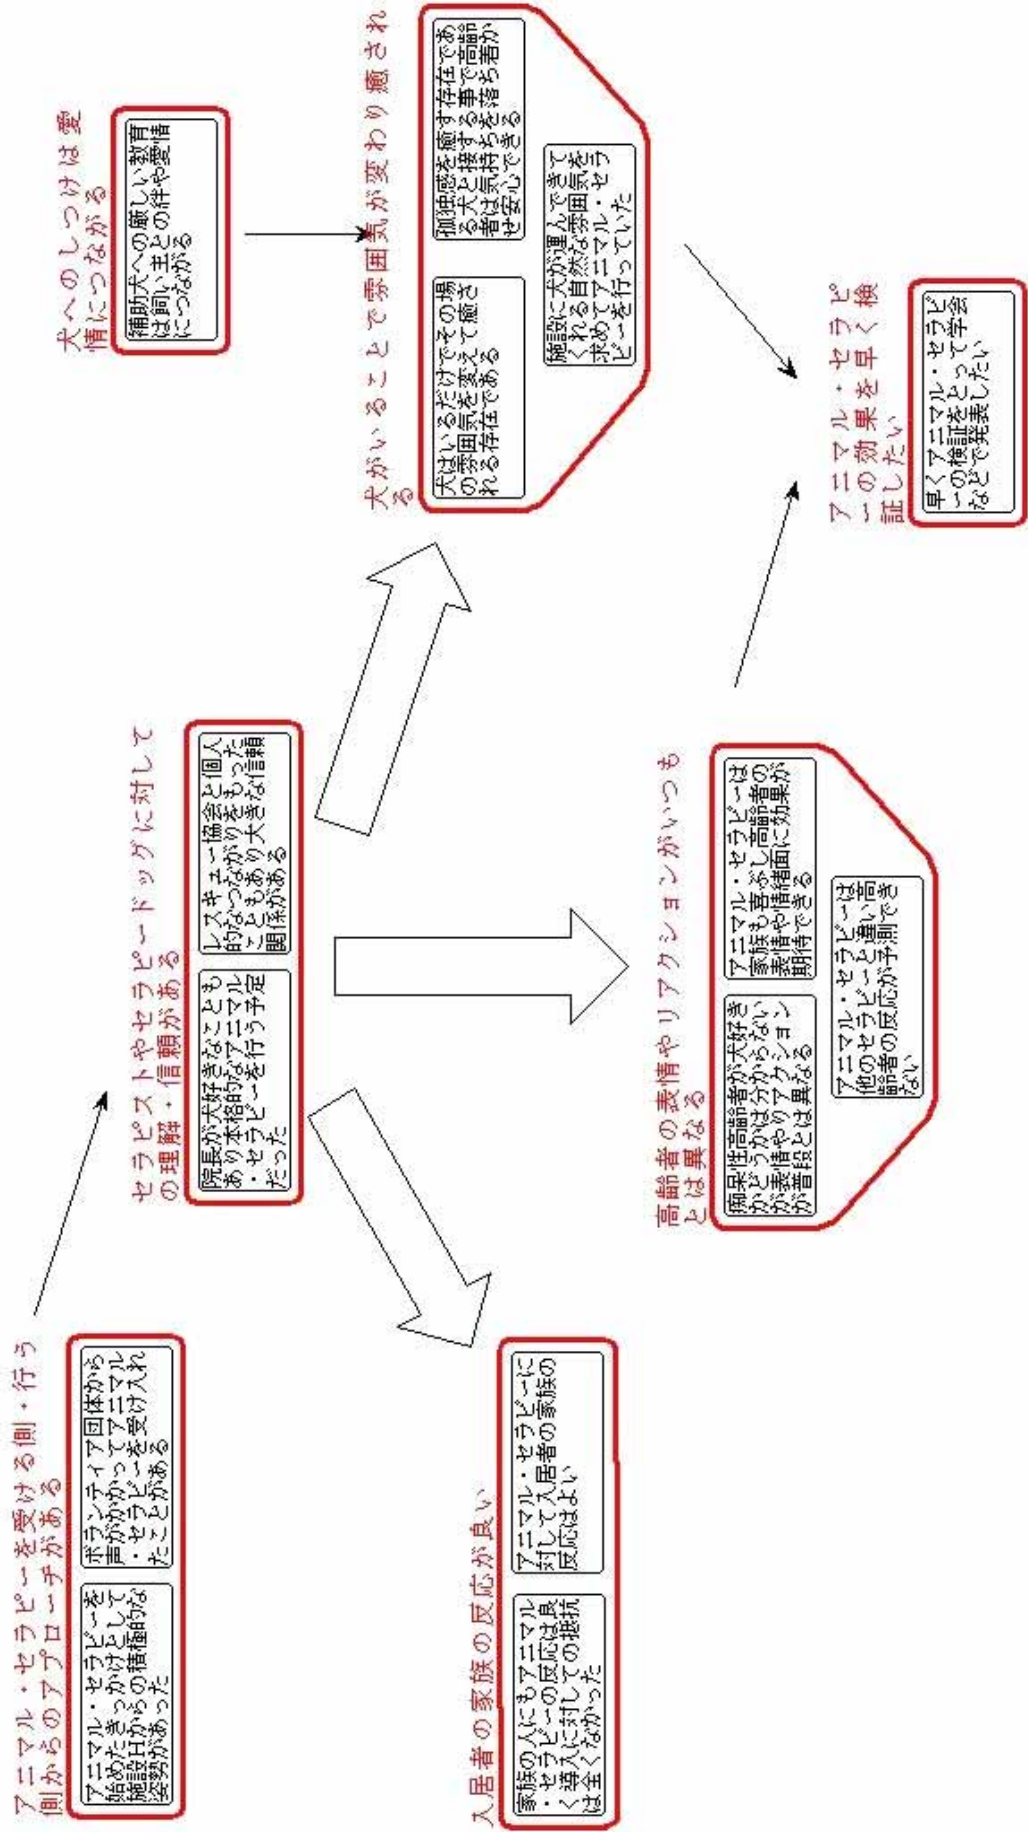 アニマル・セラピーを受ける側・行う
側からのアプローチがある
アニマル・セラピーを
始めたきっかけとして
施設Hからの積極的な
姿勢があった
ボランティア団体から
声がかかってアニマル
・セラピーを受け入れ
たことがある
セラピストやセラピードッグに対して
の理解・信頼がある
院長が犬好きなことも
あり本格的なアニマル
・セラピーを行う予定
だった
レスキュー協会と個人
的なつながりをもった
こともあり大きな信頼
関係がある
犬へのしつけは愛
情につながる
補助犬への厳しい教育
は飼い主との絆や愛情
につながる
犬がいることで雰囲気が変わり癒され
る
犬はいるだけでその場
の雰囲気を変えて癒さ
れる存在である
孤独感を癒す存在であ
る犬と接する事で高齢
者は気持ちを落ち着か
せ安心できる
施設に犬が運んできて
くれる自然な雰囲気を
求めてアニマル・セラ
ピーを行っていた
入居者の家族の反応が良い
家族の人にもアニマル
・セラピーの反応は良
く導入に対しての抵抗
は全くなかった
アニマル・セラピーに
対して入居者の家族の
反応はよい
高齢者の表情やリアクションがいつも
とは異なる
痴呆性高齢者が犬好き
かどうかは分からない
が表情やリアクション
が普段とは異なる
アニマル・セラピーは
家族も喜ぶし高齢者の
表情や情緒面に効果が
期待できる
アニマル・セラピーは
他のセラピーと違い高
齢者の反応が予測でき
ない
アニマル・セラピ
ーの効果を早く検
証したい
早くアニマル・セラピ
ーの検証をとって学会
などで発表したい